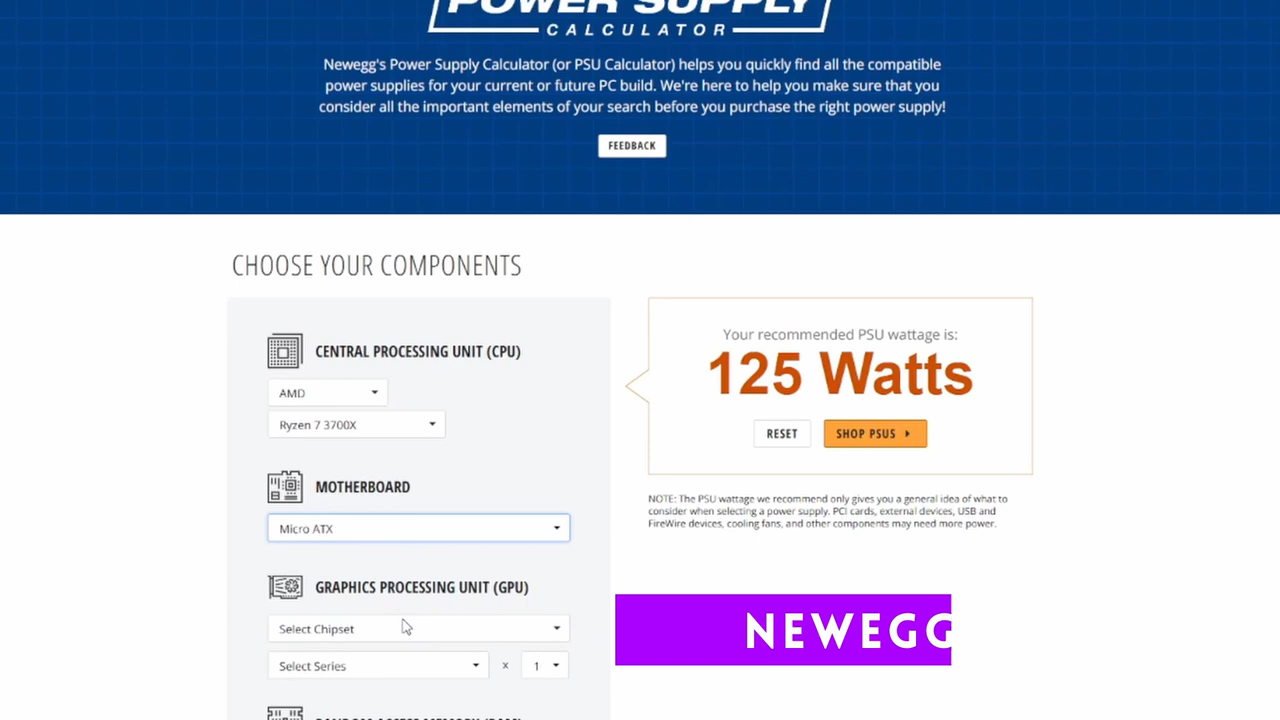 POWER SUPPLY
CALCULATOR
Newegg's Power Supply Calculator (or PSU Calculator) helps you quickly find all the compatible
power supplies for your current or future PC build. We're here to help you make sure that you
consider all the important elements of your search before you purchase the right power supply!
FEEDBACK
CHOOSE YOUR COMPONENTS
CENTRAL PROCESSING UNIT (CPU)
AMD
Ryzen 7 3700X
MOTHERBOARD
Micro ATX
GRAPHICS PROCESSING UNIT (GPU)
Select Chipset
Select Series x 1
Your recommended PSU wattage is:
125 Watts
RESET SHOP PSUS
NOTE: The PSU wattage we recommend only gives you a general idea of what to
consider when selecting a power supply. PCI cards, external devices, USB and
FireWire devices, cooling fans, and other components may need more power.
NEWEGG